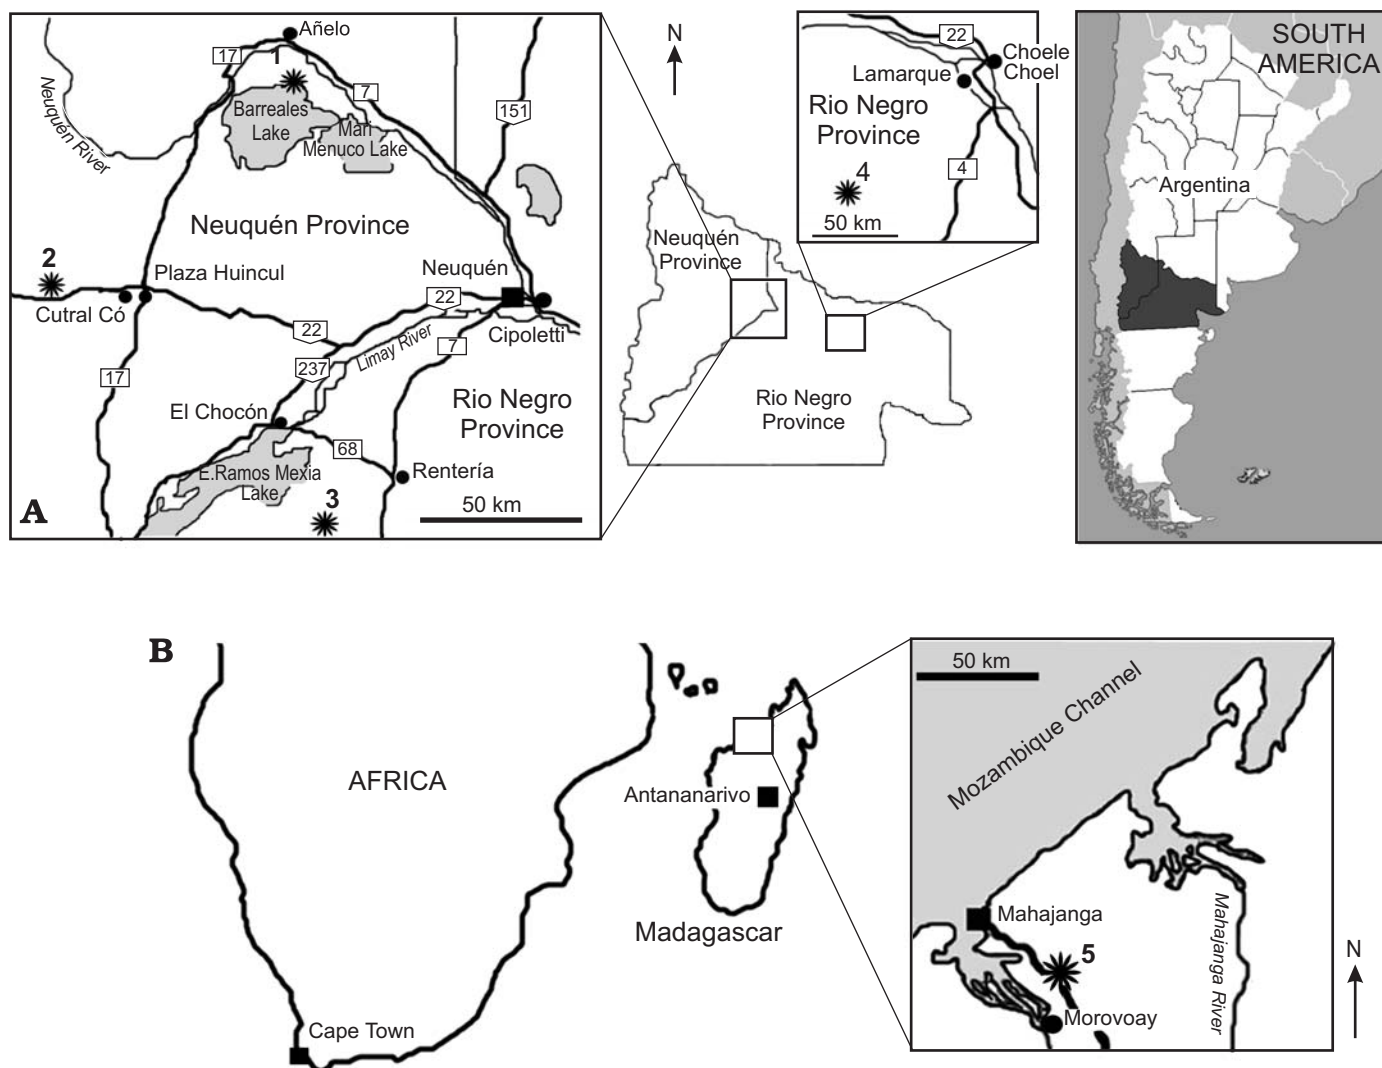 Añelo
17
1
7
Neuquén River
Barreales
Lake
Mari
Menuco Lake
151
Neuquén Province
2
Plaza Huincul
Cutral Có
Neuquén
22
Cipoletti
22
Limay River
237
7
17
El Chocón
Rio Negro
Province
68
Rentería
E.Ramos Mexia
Lake
3
50 km
A
N
Neuquén
Province
Rio Negro
Province
22
Choele
Choel
Lamarque
Rio Negro
Province
4
4
50 km
SOUTH
AMERICA
Argentina
B
AFRICA
Antananarivo
Madagascar
Cape Town
50 km
Mozambique Channel
Mahajanga
5
Mahajanga River
Morovoay
N